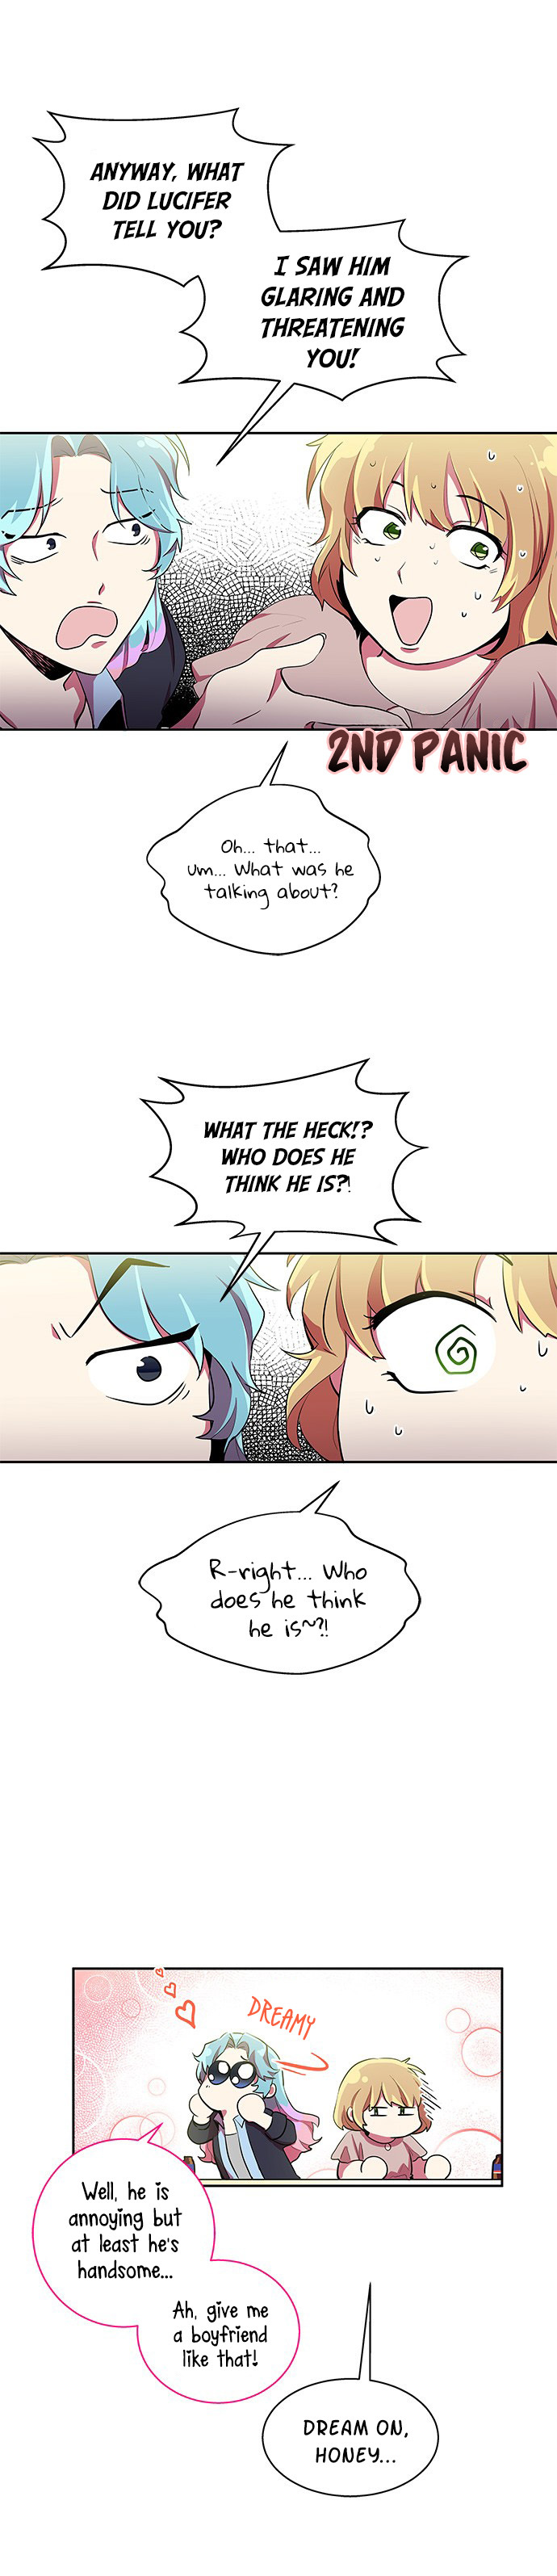 ANYWAY, WHAT
DID LUCIFER
TELL YOU?
I SAW HIM
GLARING AND
THREATENING
YOU!
2ND PANIC
Oh... that...
um... What was he
talking about?
WHAT THE HECK!?
WHO DOES HE
THINK HE IS?!
R-right... Who
does he think
he is~?!
DREAMY
Well, he is
annoying but
at least he's
handsome...
Ah, give me
a boyfriend
like that!
DREAM ON,
HONEY...